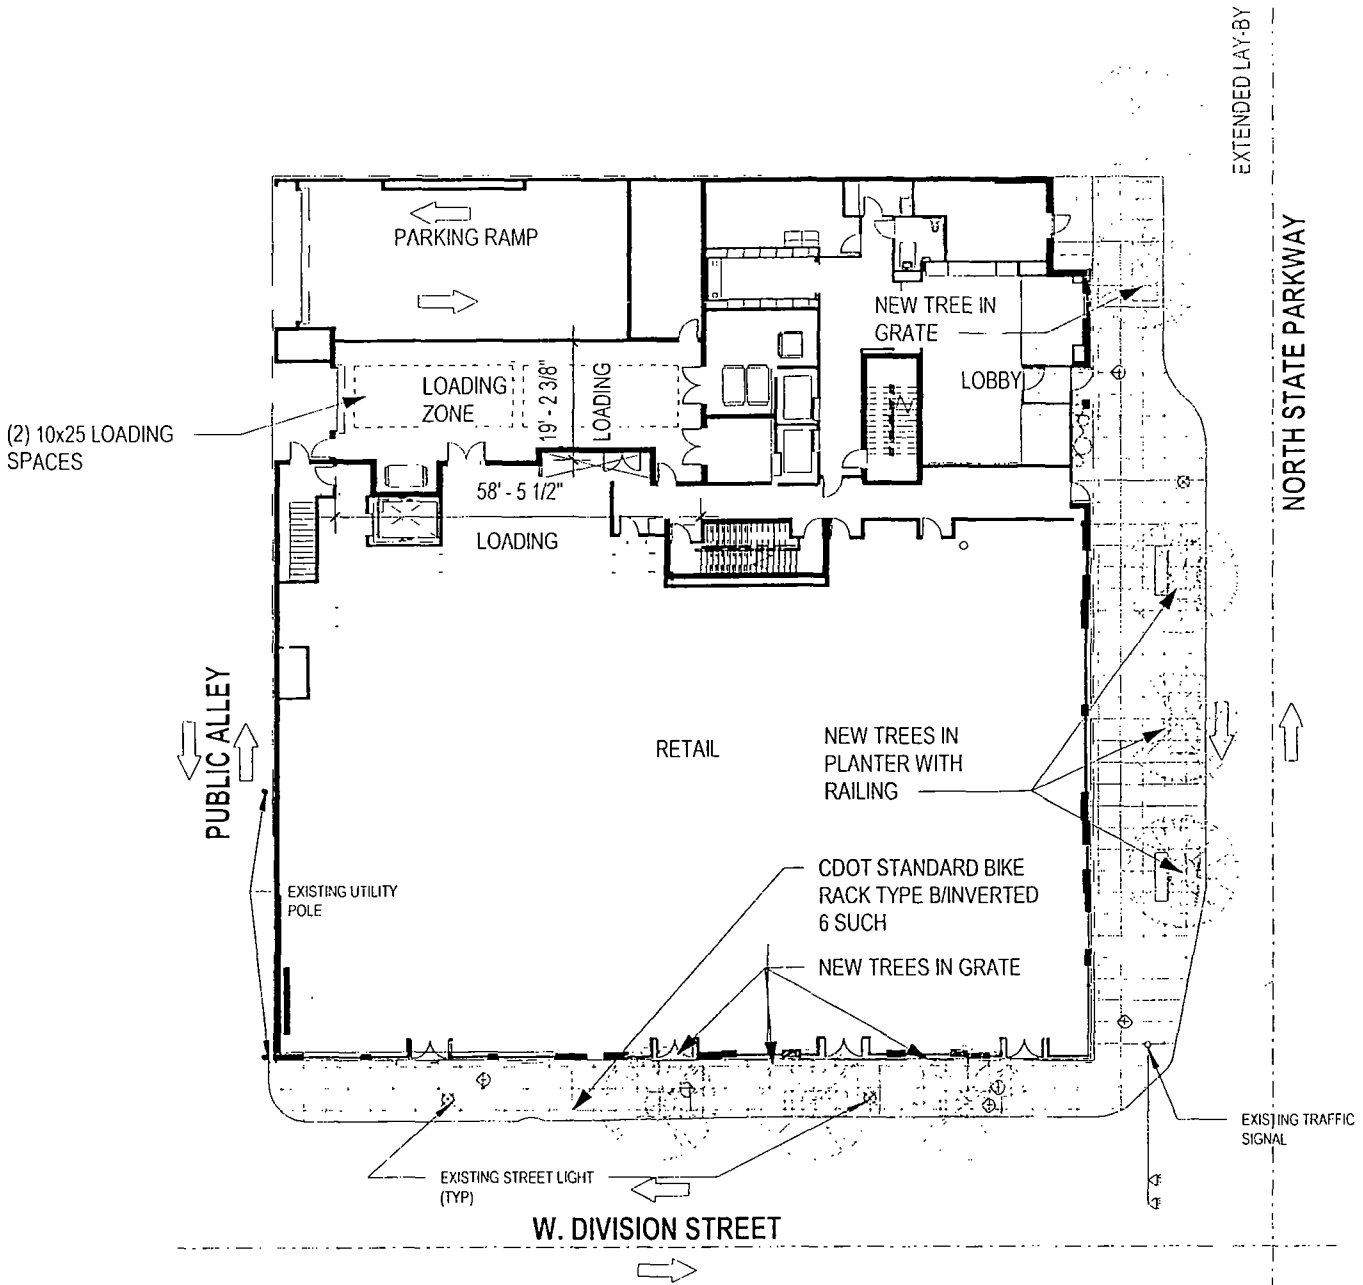 EXTENDED LAY-BY
PARKING RAMP
NORTH STATE PARKWAY
NEW TREE IN
GRATE
LOBBY
LOADING
ZONE
19' - 2 3/8"
LOADING
(2) 10x25 LOADING
SPACES
58' - 5 1/2"
LOADING
PUBLIC ALLEY
RETAIL
NEW TREES IN
PLANTER WITH
RAILING
EXISTING UTILITY
POLE
CDOT STANDARD BIKE
RACK TYPE B/INVERTED
6 SUCH
NEW TREES IN GRATE
EXISTING TRAFFIC
SIGNAL
EXISTING STREET LIGHT
(TYP)
W. DIVISION STREET